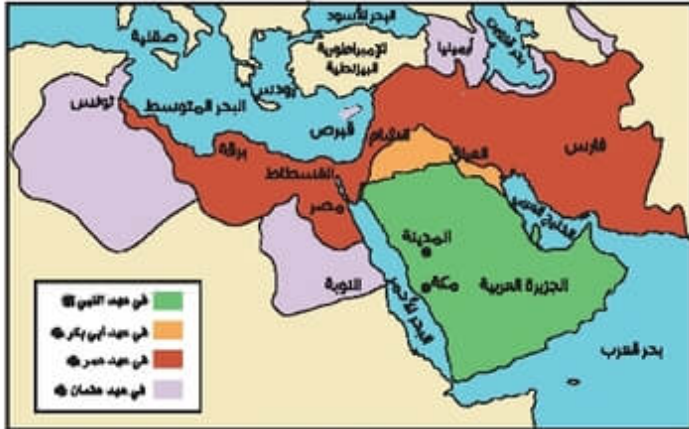 البحر الأسود
صقلية
الإمبراطورية
البيزنطية
أرمينيا
بحر قزوين
تونس
البحر المتوسط
رودس
قبرص
الشام
العراق
فارس
برقة
الفسطاط
مصر
الخليج العربي
المدينة
مكة
الجزيرة العربية
النوبة
البحر الأحمر
بحر العرب
في عهد النبي ﷺ
في عهد أبي بكر
في عهد عمر
في عهد عثمان